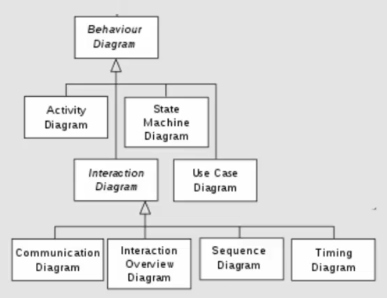 Behaviour
Diagram
Activity
Diagram
State
Machine
Diagram
Interaction
Diagram
Use Case
Diagram
Communication
Diagram
Interaction
Overview
Diagram
Sequence
Diagram
Timing
Diagram